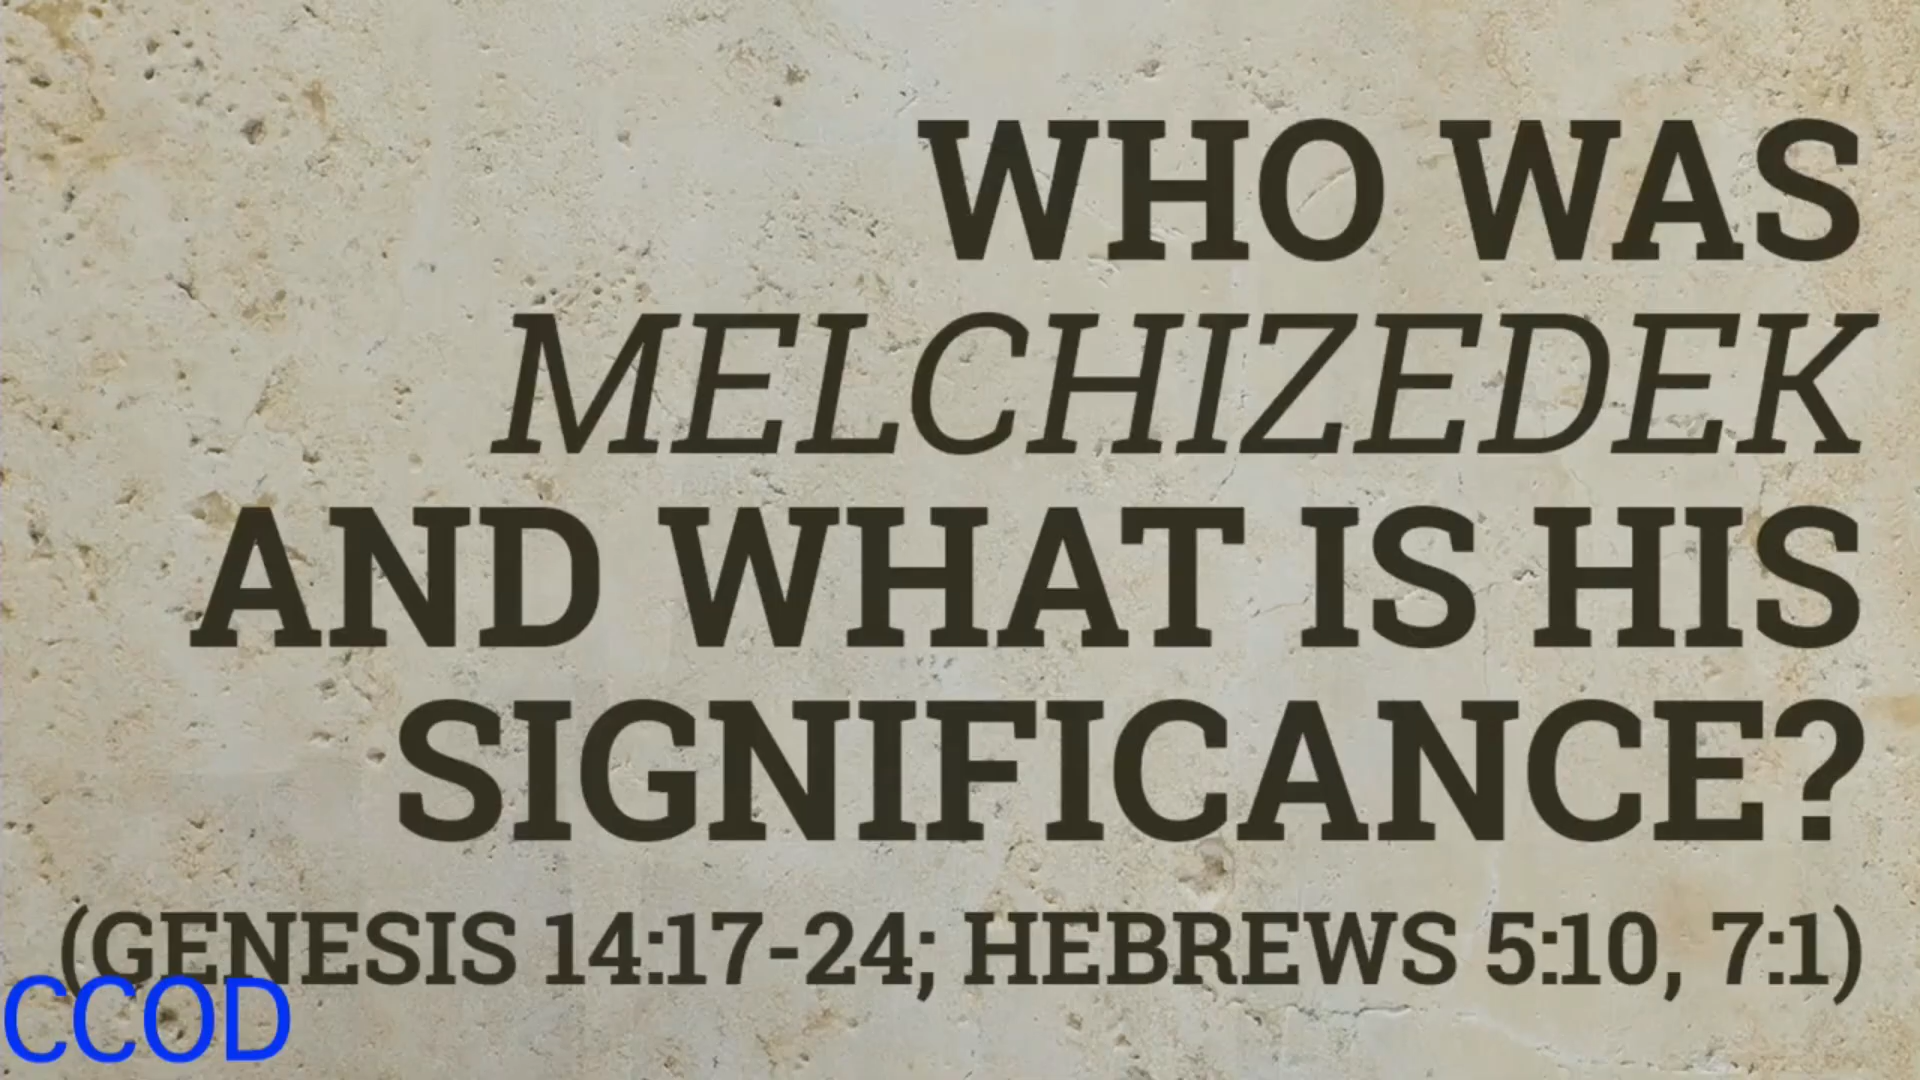 WHO WAS
MELCHIZEDEK
AND WHAT IS HIS
SIGNIFICANCE?
(GENESIS 14:17-24; HEBREWS 5:10, 7:1)
CCOD